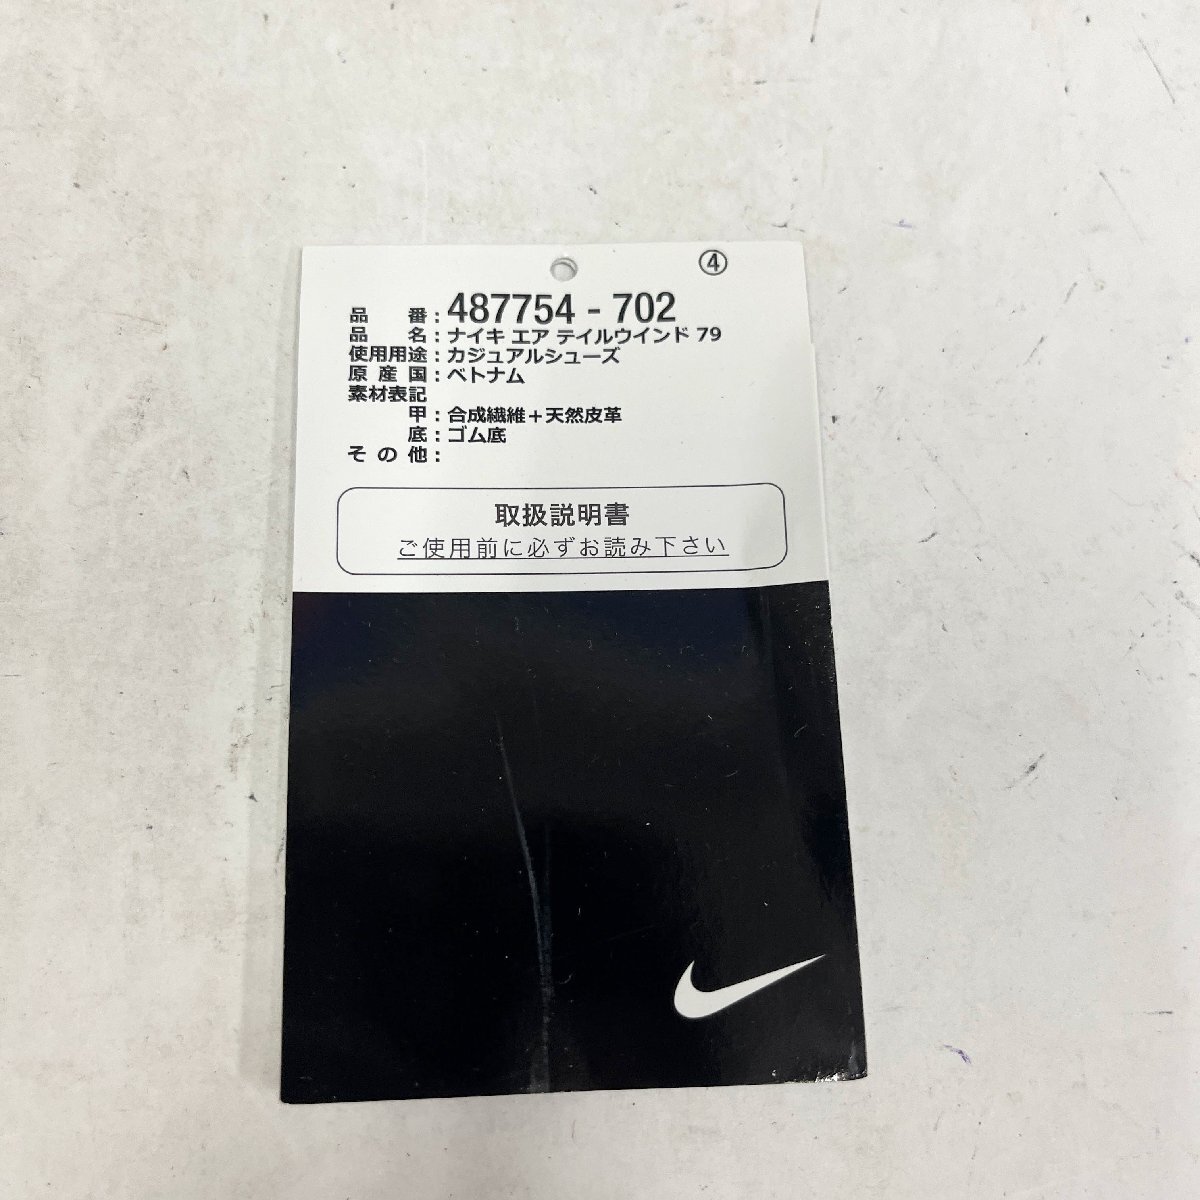 ④
品番：487754 - 702
品名：ナイキ エア テイルウインド 79
使用用途：カジュアルシューズ
原産国：ベトナム
素材表記
甲：合成繊維＋天然皮革
底：ゴム底
その他：
取扱説明書
ご使用前に必ずお読み下さい